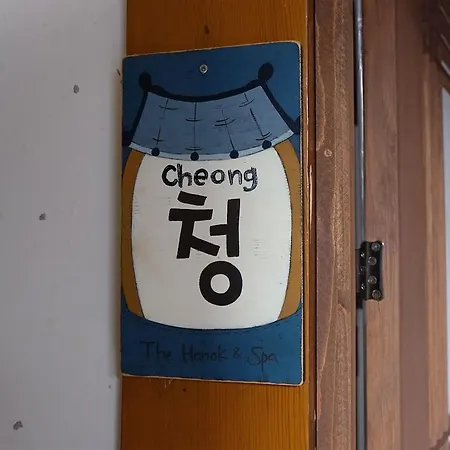 Cheong
청
The Hanok & Spa